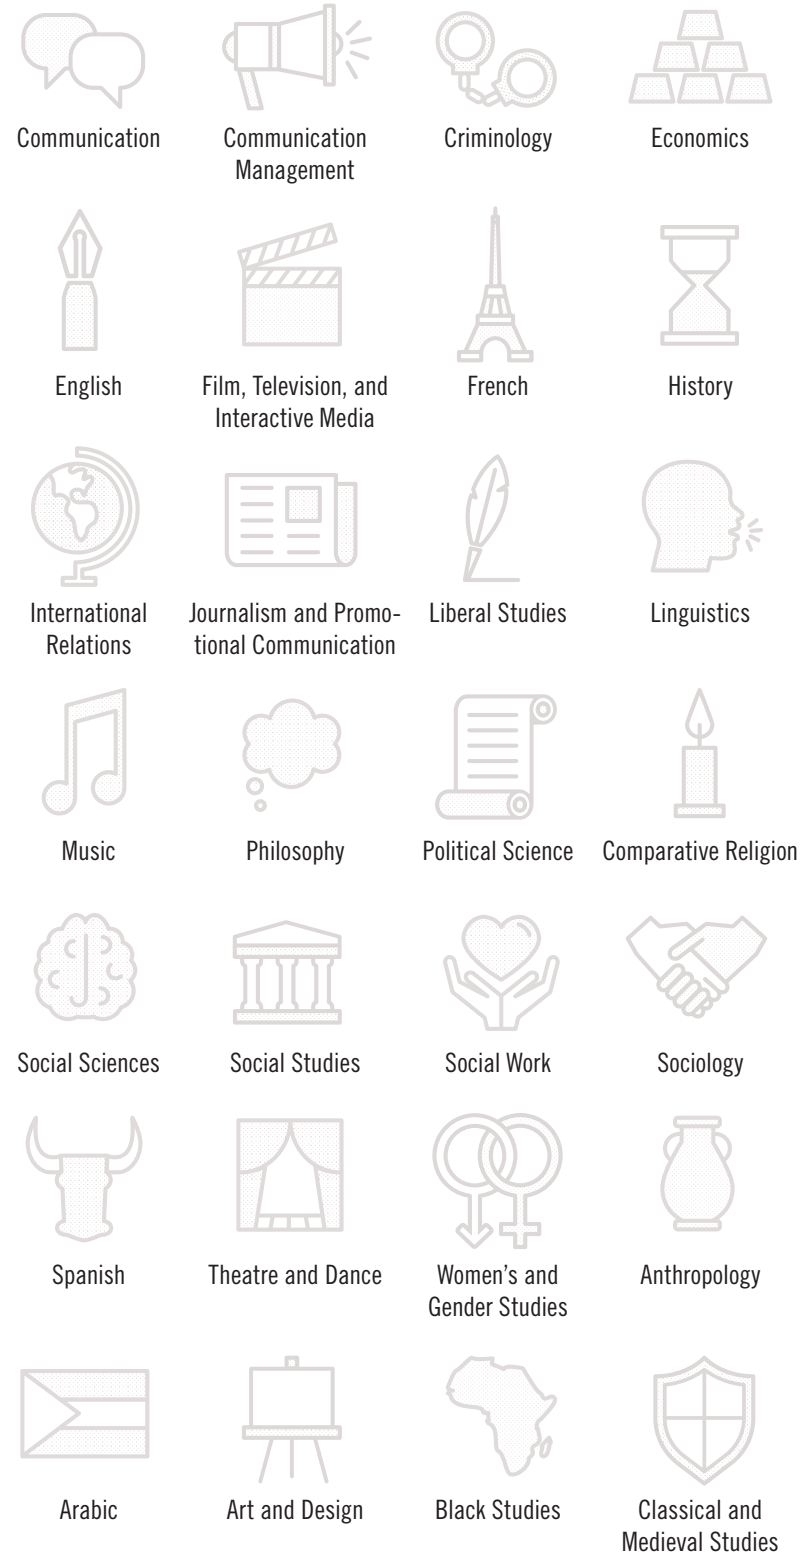 Communication
Communication
Management
Criminology
Economics
English
Film, Television, and
Interactive Media
French
History
International
Relations
Journalism and Promo-
tional Communication
Liberal Studies
Linguistics
Music
Philosophy
Political Science
Comparative Religion
Social Sciences
Social Studies
Social Work
Sociology
Spanish
Theatre and Dance
Women’s and
Gender Studies
Anthropology
Arabic
Art and Design
Black Studies
Classical and
Medieval Studies